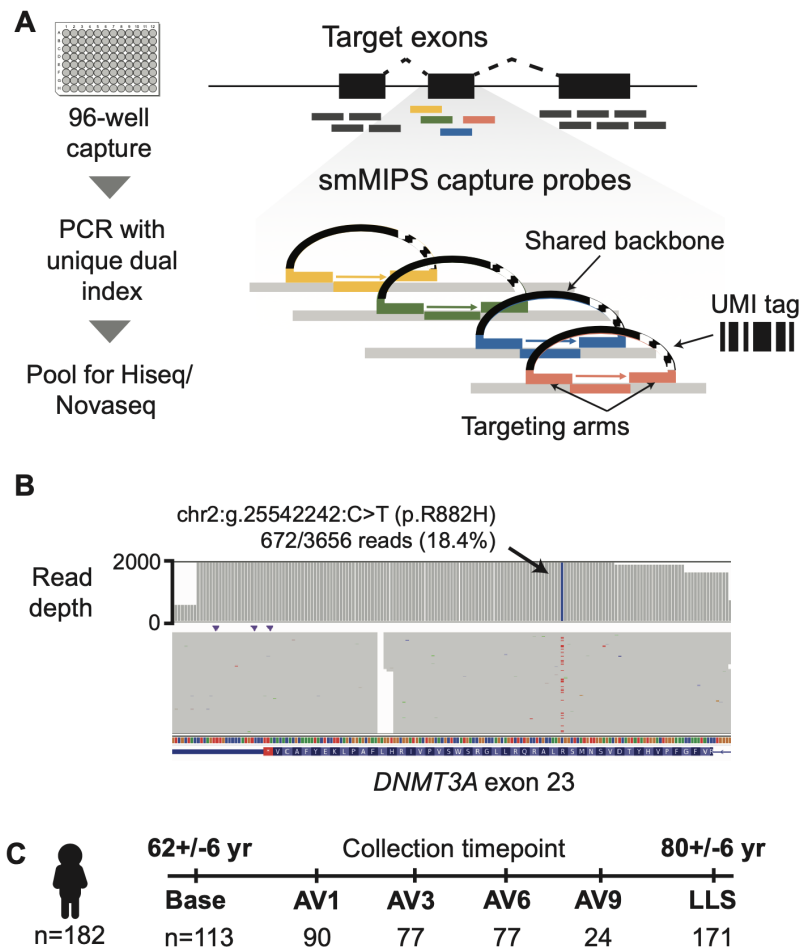 A
Target exons
96-well
capture
smMIPS capture probes
PCR with
unique dual
index
Shared backbone
UMI tag
Pool for Hiseq/
Novaseq
Targeting arms
B
chr2:g.25542242:C>T (p.R882H)
672/3656 reads (18.4%)
Read
depth
2000
0
* V C A F Y E K L P A F L H R I V P V S W S R G L L R Q R A L R S M N S V D T Y H V P F G F V P
DNMT3A exon 23
C
62+/-6 yr Collection timepoint 80+/-6 yr
Base AV1 AV3 AV6 AV9 LLS
n=182 n=113 90 77 77 24 171